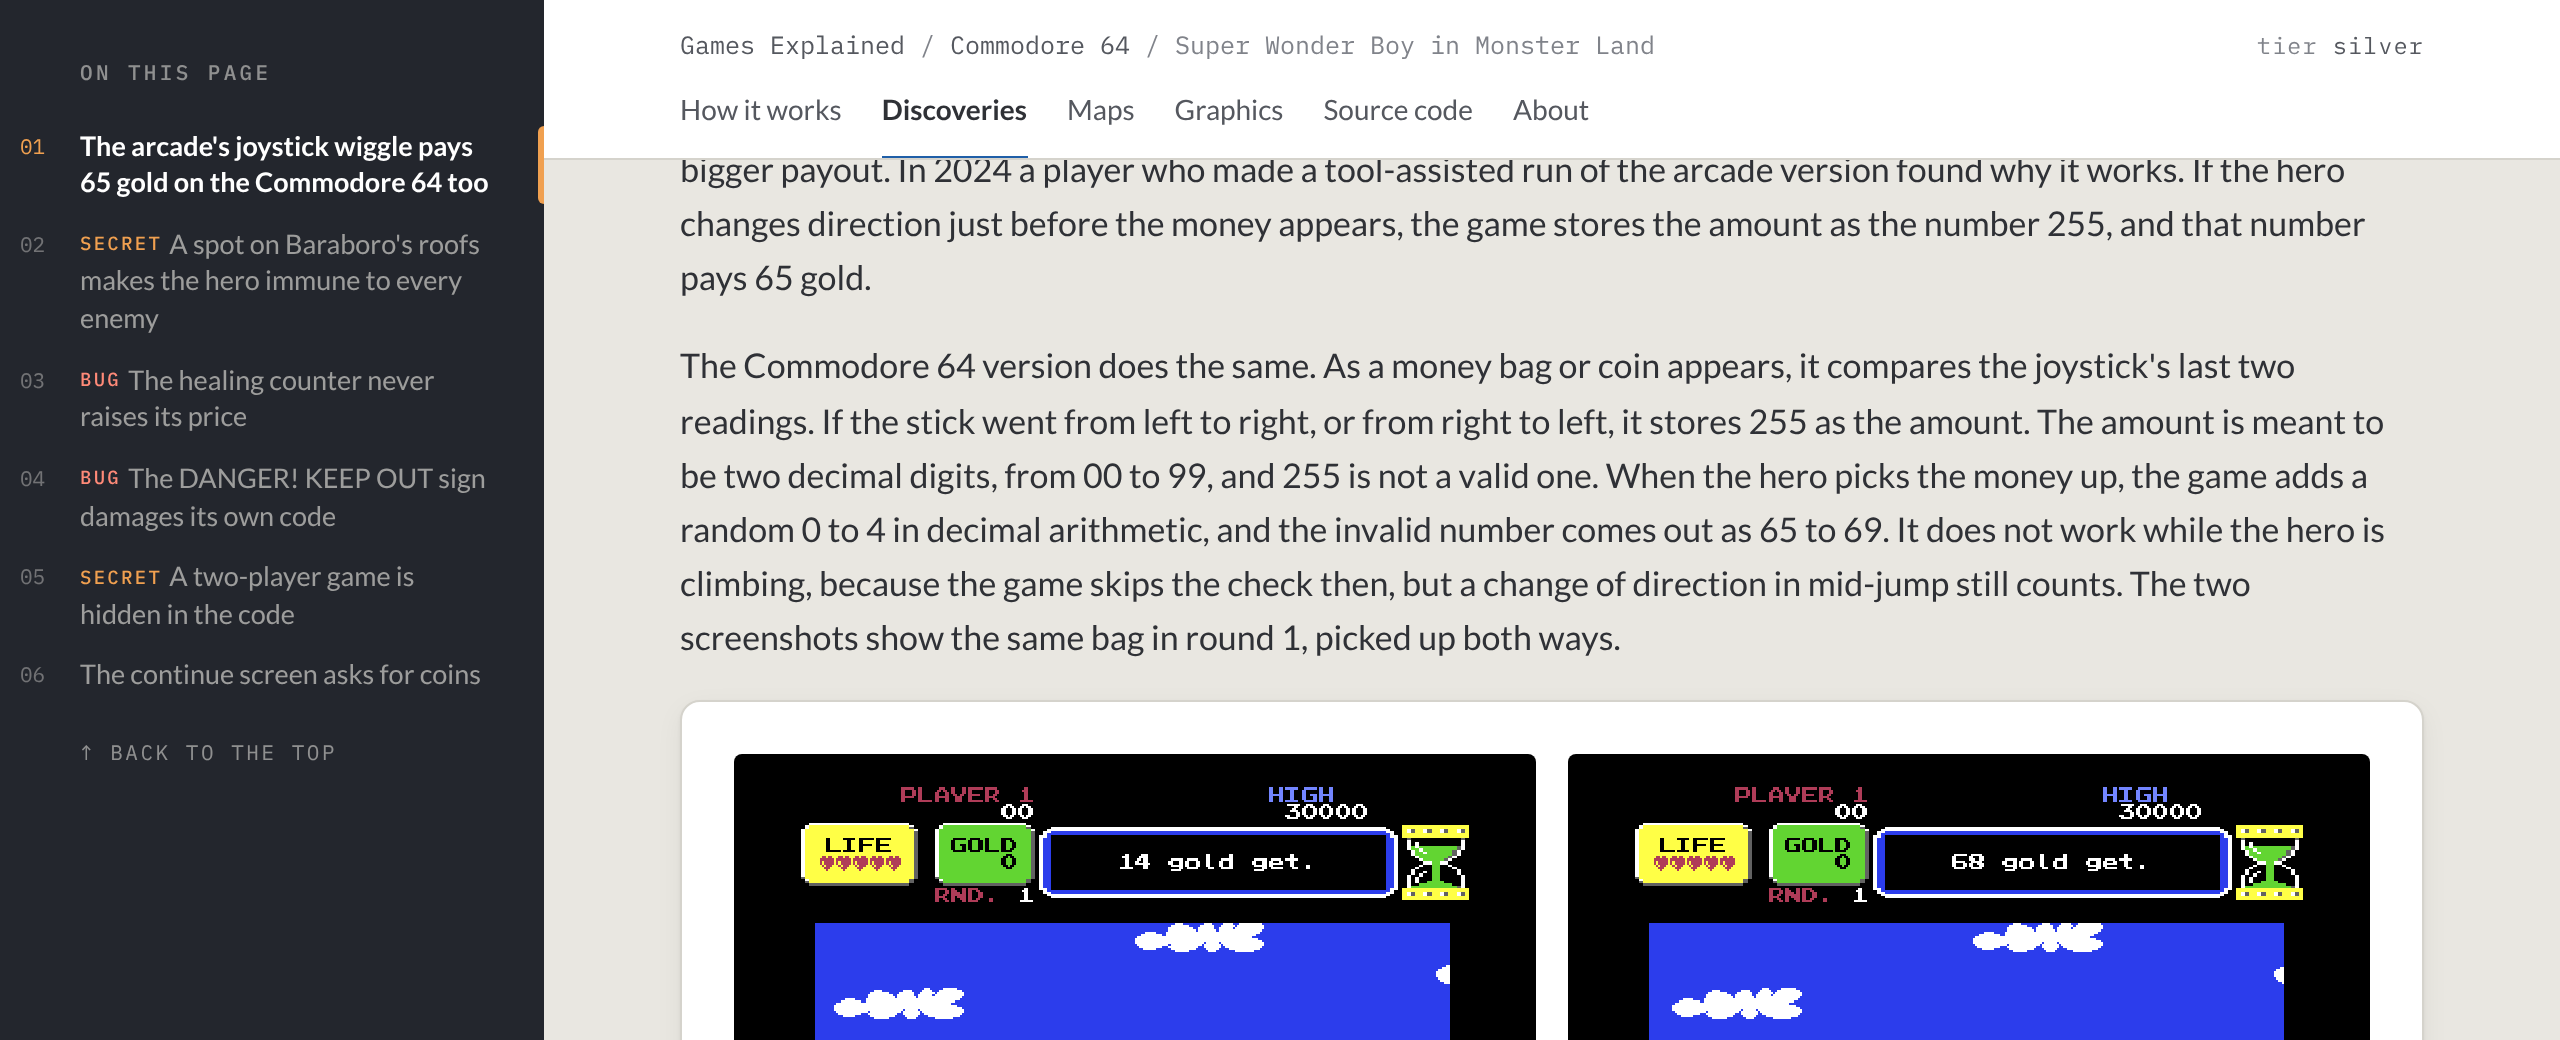 ON THIS PAGE
01 The arcade's joystick wiggle pays
65 gold on the Commodore 64 too
02 SECRET A spot on Baraboro's roofs
makes the hero immune to every
enemy
03 BUG The healing counter never
raises its price
04 BUG The DANGER! KEEP OUT sign
damages its own code
05 SECRET A two-player game is
hidden in the code
06 The continue screen asks for coins
↑ BACK TO THE TOP
Games Explained / Commodore 64 / Super Wonder Boy in Monster Land
tier silver
How it works Discoveries Maps Graphics Source code About
bigger payout. In 2024 a player who made a tool-assisted run of the arcade version found why it works. If the hero
changes direction just before the money appears, the game stores the amount as the number 255, and that number
pays 65 gold.
The Commodore 64 version does the same. As a money bag or coin appears, it compares the joystick's last two
readings. If the stick went from left to right, or from right to left, it stores 255 as the amount. The amount is meant to
be two decimal digits, from 00 to 99, and 255 is not a valid one. When the hero picks the money up, the game adds a
random 0 to 4 in decimal arithmetic, and the invalid number comes out as 65 to 69. It does not work while the hero is
climbing, because the game skips the check then, but a change of direction in mid-jump still counts. The two
screenshots show the same bag in round 1, picked up both ways.
PLAYER 1 HIGH
00 30000
LIFE GOLD
0
14 gold get.
RND. 1
PLAYER 1 HIGH
00 30000
LIFE GOLD
0
68 gold get.
RND. 1